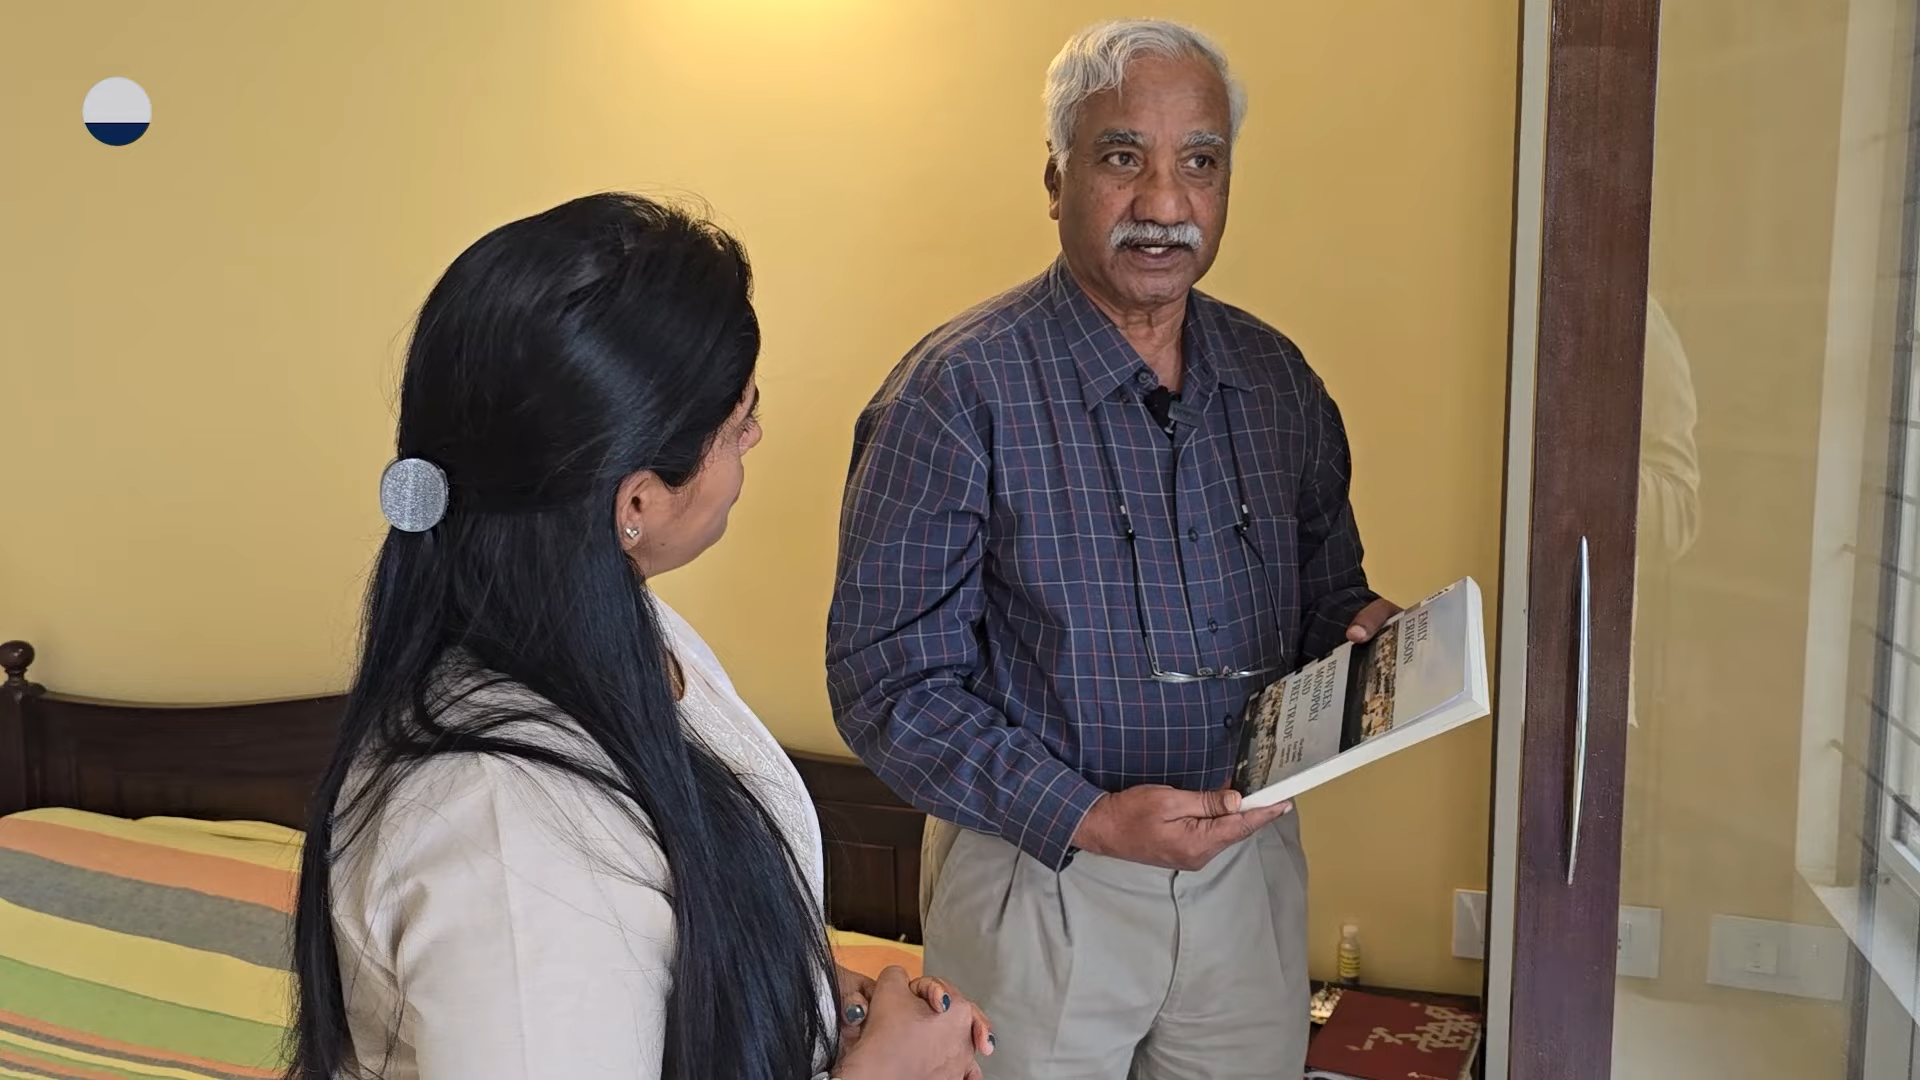 EMILY
ERIKSON
BETWEEN
MONOPOLY
AND
FREE TRADE